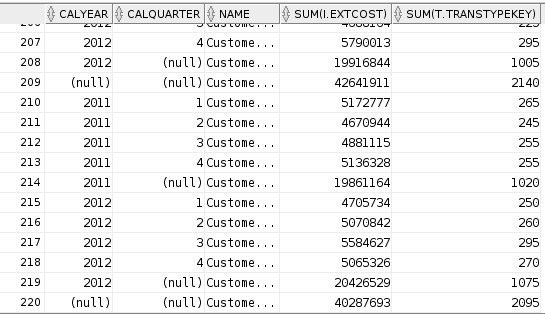 CALYEAR CALQUARTER NAME SUM(I.EXTCOST) SUM(T.TRANSTYPEKEY)
207 2012 4 Custome... 5790013 295
208 2012 (null) Custome... 19916844 1005
209 (null) (null) Custome... 42641911 2140
210 2011 1 Custome... 5172777 265
211 2011 2 Custome... 4670944 245
212 2011 3 Custome... 4881115 255
213 2011 4 Custome... 5136328 255
214 2011 (null) Custome... 19861164 1020
215 2012 1 Custome... 4705734 250
216 2012 2 Custome... 5070842 260
217 2012 3 Custome... 5584627 295
218 2012 4 Custome... 5065326 270
219 2012 (null) Custome... 20426529 1075
220 (null) (null) Custome... 40287693 2095